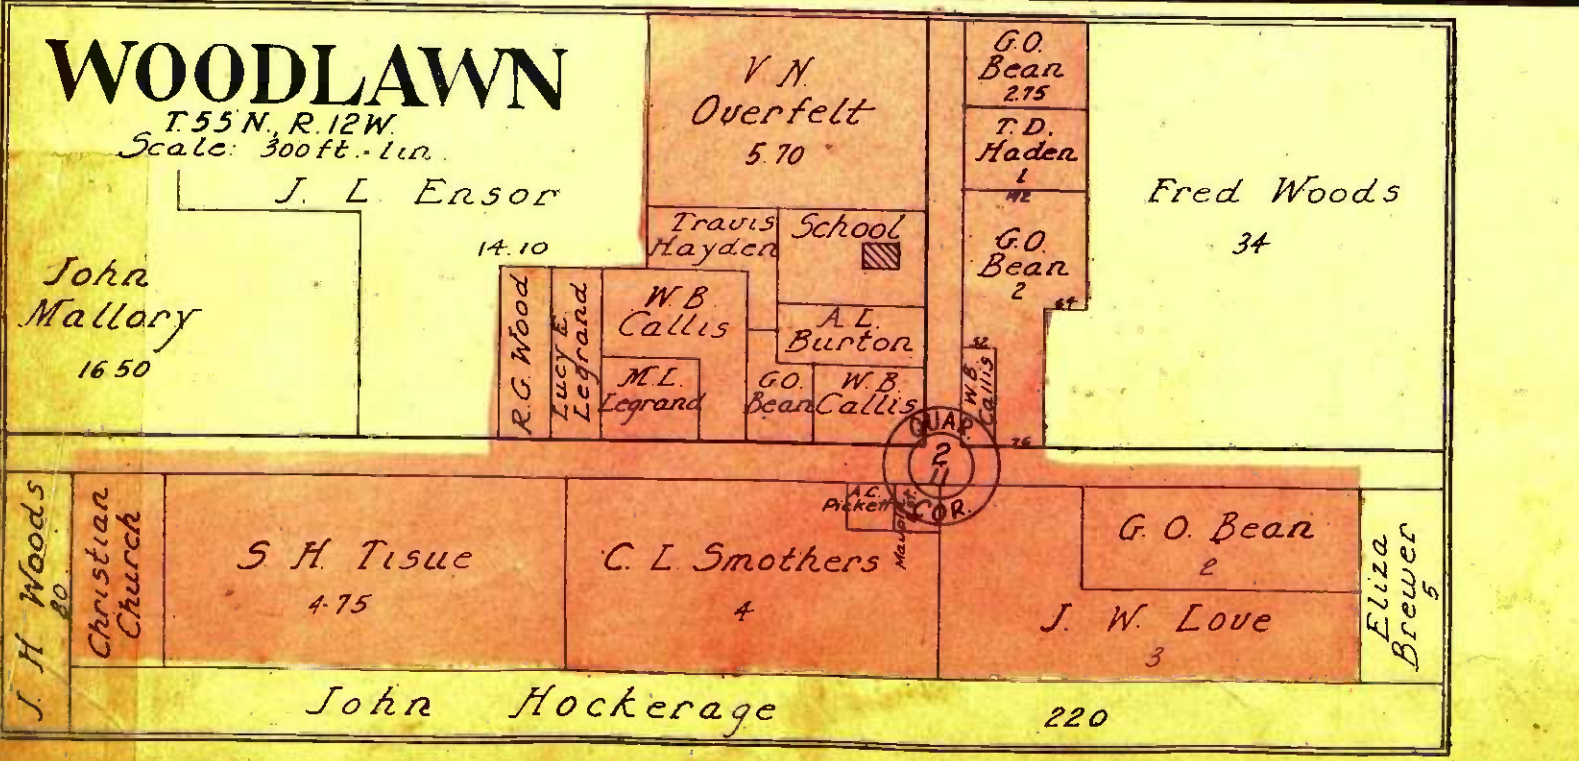 WOODLAWN
T. 55 N., R. 12 W.
Scale: 300 ft. - 1 in.
J. L. Ensor
14.10
John
Mallory
16 50
V. N.
Overfelt
5.70
G. O.
Bean
2.75
T. D.
Haden
1
192
G. O.
Bean
2
Fred Woods
34
Travis
Hayden
School
R. G. Wood
Lucy E.
Legrand
W. B.
Callis
M. L.
Legrand
A. L.
Burton
G. O.
Bean
W. B.
Callis
W. B.
Callis
QUAR.
2
11
COR.
J. H. Woods
80
Christian
Church
S. H. Tisue
4.75
C. L. Smothers
4
A. C.
Pickett
G. O. Bean
2
J. W. Love
3
Eliza
Brewer
5
John Hockerage 220